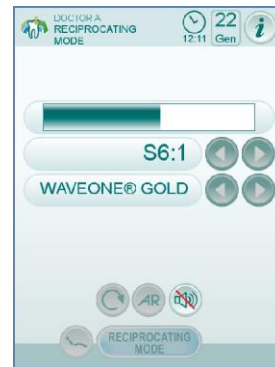 DOCTOR A
RECIPROCATING
MODE
12:11
22
Gen
i
S6:1
WAVEONE® GOLD
AR
RECIPROCATING
MODE